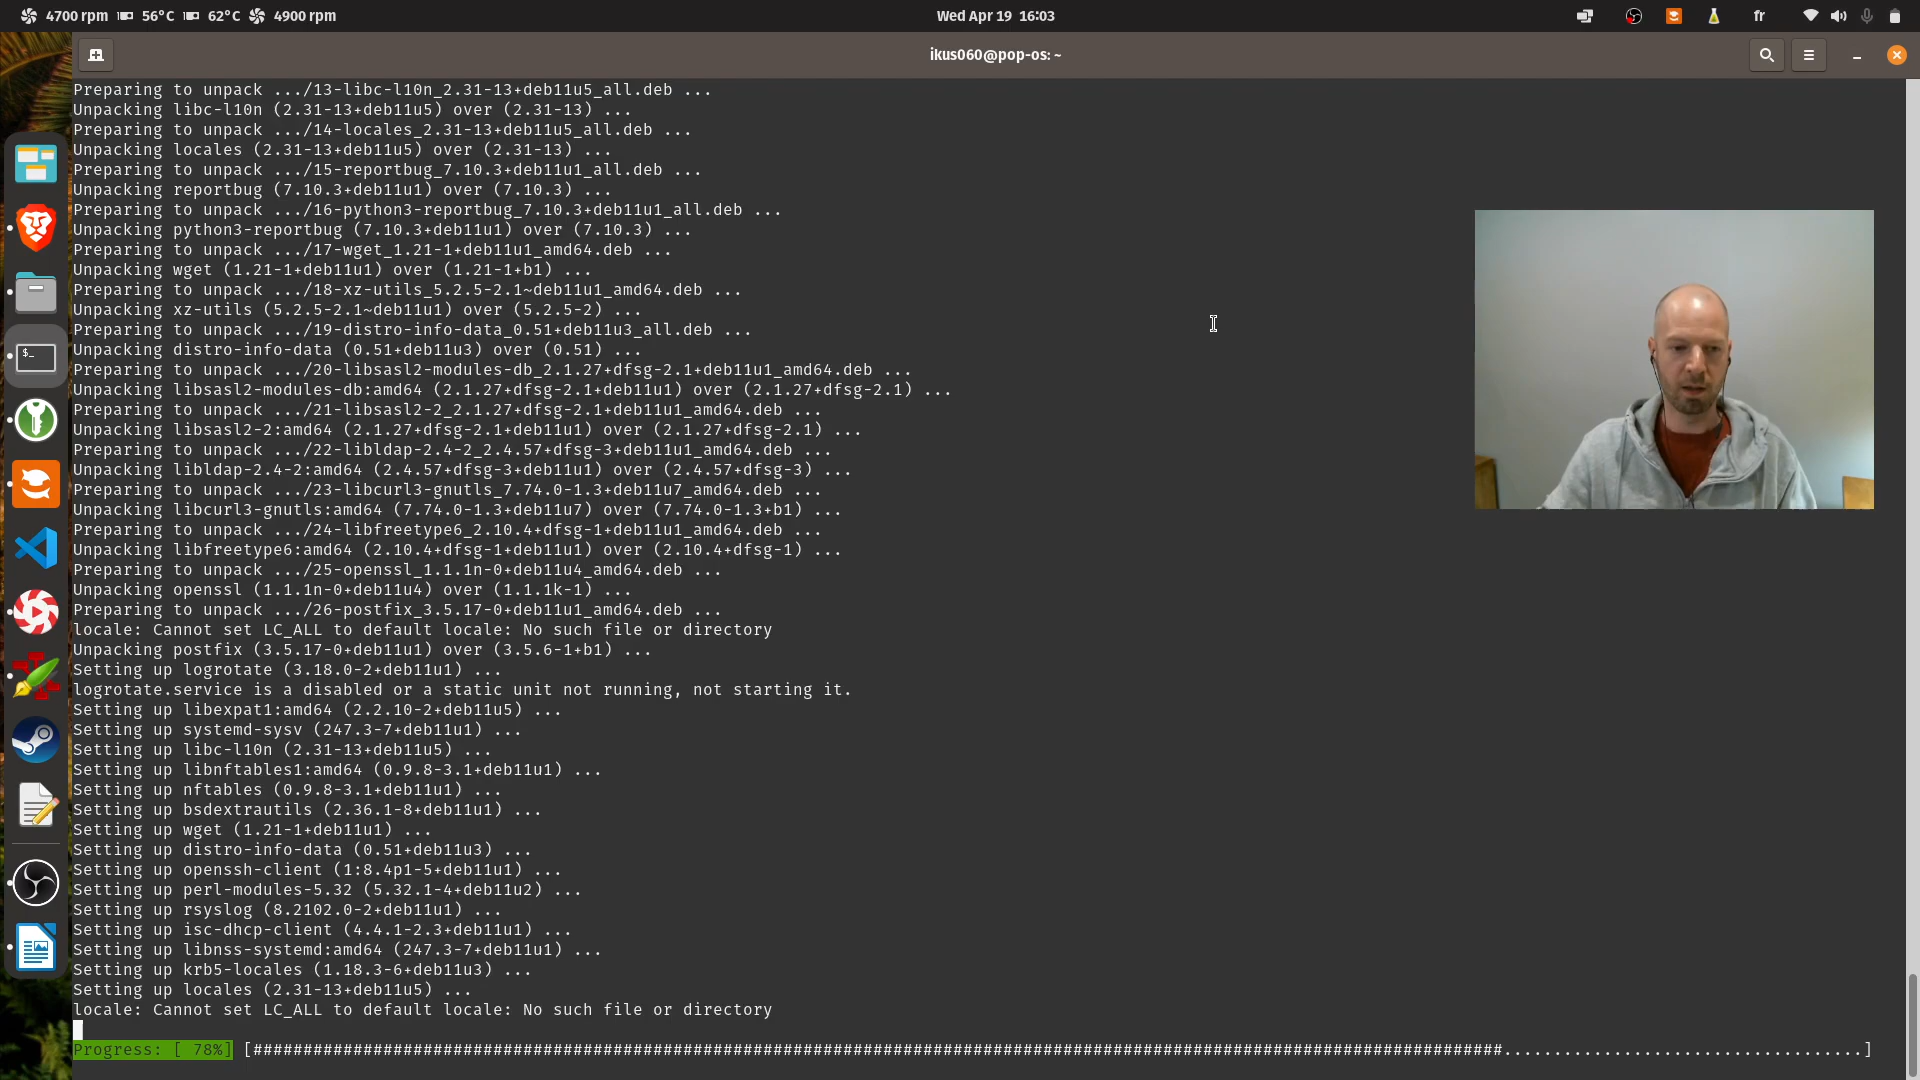 4700 rpm 56°C 62°C 4900 rpm
Wed Apr 19 16:03
fr
ikus060@pop-os: ~
Preparing to unpack .../13-libc-l10n_2.31-13+deb11u5_all.deb ...
Unpacking libc-l10n (2.31-13+deb11u5) over (2.31-13) ...
Preparing to unpack .../14-locales_2.31-13+deb11u5_all.deb ...
Unpacking locales (2.31-13+deb11u5) over (2.31-13) ...
Preparing to unpack .../15-reportbug_7.10.3+deb11u1_all.deb ...
Unpacking reportbug (7.10.3+deb11u1) over (7.10.3) ...
Preparing to unpack .../16-python3-reportbug_7.10.3+deb11u1_all.deb ...
Unpacking python3-reportbug (7.10.3+deb11u1) over (7.10.3) ...
Preparing to unpack .../17-wget_1.21-1+deb11u1_amd64.deb ...
Unpacking wget (1.21-1+deb11u1) over (1.21-1+b1) ...
Preparing to unpack .../18-xz-utils_5.2.5-2.1~deb11u1_amd64.deb ...
Unpacking xz-utils (5.2.5-2.1~deb11u1) over (5.2.5-2) ...
Preparing to unpack .../19-distro-info-data_0.51+deb11u3_all.deb ...
Unpacking distro-info-data (0.51+deb11u3) over (0.51) ...
Preparing to unpack .../20-libsasl2-modules-db_2.1.27+dfsg-2.1+deb11u1_amd64.deb ...
Unpacking libsasl2-modules-db:amd64 (2.1.27+dfsg-2.1+deb11u1) over (2.1.27+dfsg-2.1) ...
Preparing to unpack .../21-libsasl2-2_2.1.27+dfsg-2.1+deb11u1_amd64.deb ...
Unpacking libsasl2-2:amd64 (2.1.27+dfsg-2.1+deb11u1) over (2.1.27+dfsg-2.1) ...
Preparing to unpack .../22-libldap-2.4-2_2.4.57+dfsg-3+deb11u1_amd64.deb ...
Unpacking libldap-2.4-2:amd64 (2.4.57+dfsg-3+deb11u1) over (2.4.57+dfsg-3) ...
Preparing to unpack .../23-libcurl3-gnutls_7.74.0-1.3+deb11u7_amd64.deb ...
Unpacking libcurl3-gnutls:amd64 (7.74.0-1.3+deb11u7) over (7.74.0-1.3+b1) ...
Preparing to unpack .../24-libfreetype6_2.10.4+dfsg-1+deb11u1_amd64.deb ...
Unpacking libfreetype6:amd64 (2.10.4+dfsg-1+deb11u1) over (2.10.4+dfsg-1) ...
Preparing to unpack .../25-openssl_1.1.1n-0+deb11u4_amd64.deb ...
Unpacking openssl (1.1.1n-0+deb11u4) over (1.1.1k-1) ...
Preparing to unpack .../26-postfix_3.5.17-0+deb11u1_amd64.deb ...
locale: Cannot set LC_ALL to default locale: No such file or directory
Unpacking postfix (3.5.17-0+deb11u1) over (3.5.6-1+b1) ...
Setting up logrotate (3.18.0-2+deb11u1) ...
logrotate.service is a disabled or a static unit not running, not starting it.
Setting up libexpat1:amd64 (2.2.10-2+deb11u5) ...
Setting up systemd-sysv (247.3-7+deb11u1) ...
Setting up libc-l10n (2.31-13+deb11u5) ...
Setting up libnftables1:amd64 (0.9.8-3.1+deb11u1) ...
Setting up nftables (0.9.8-3.1+deb11u1) ...
Setting up bsdextrautils (2.36.1-8+deb11u1) ...
Setting up wget (1.21-1+deb11u1) ...
Setting up distro-info-data (0.51+deb11u3) ...
Setting up openssh-client (1:8.4p1-5+deb11u1) ...
Setting up perl-modules-5.32 (5.32.1-4+deb11u2) ...
Setting up rsyslog (8.2102.0-2+deb11u1) ...
Setting up isc-dhcp-client (4.4.1-2.3+deb11u1) ...
Setting up libnss-systemd:amd64 (247.3-7+deb11u1) ...
Setting up krb5-locales (1.18.3-6+deb11u3) ...
Setting up locales (2.31-13+deb11u5) ...
locale: Cannot set LC_ALL to default locale: No such file or directory
Progress: [ 78%] [#############################################################################################################################....................................]